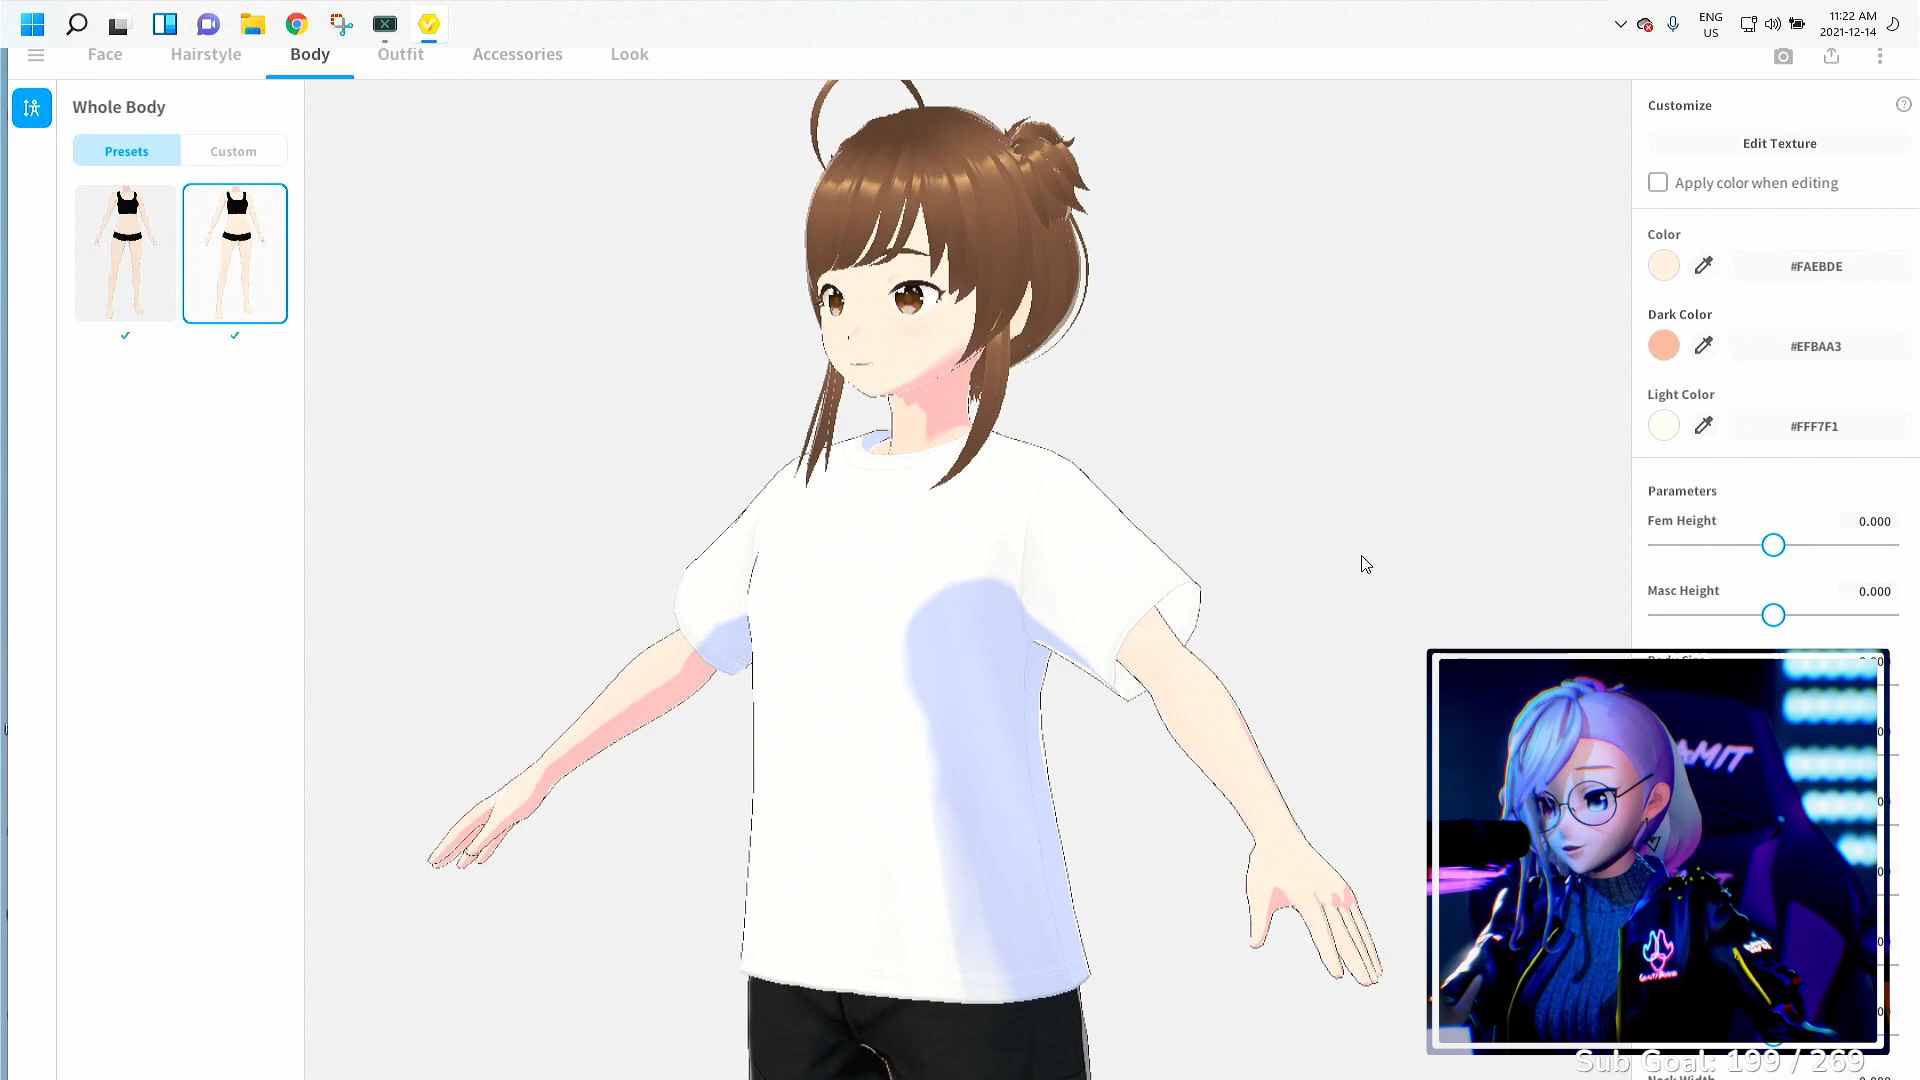 ENG
US
11:22 AM
2021-12-14
Face
Hairstyle
Body
Outfit
Accessories
Look
Whole Body
Presets
Custom
Customize
Edit Texture
Apply color when editing
Color
#FAEBDE
Dark Color
#EFBAA3
Light Color
#FFF7F1
Parameters
Fem Height
0.000
Masc Height
0.000
Sub Goal: 199 / 269